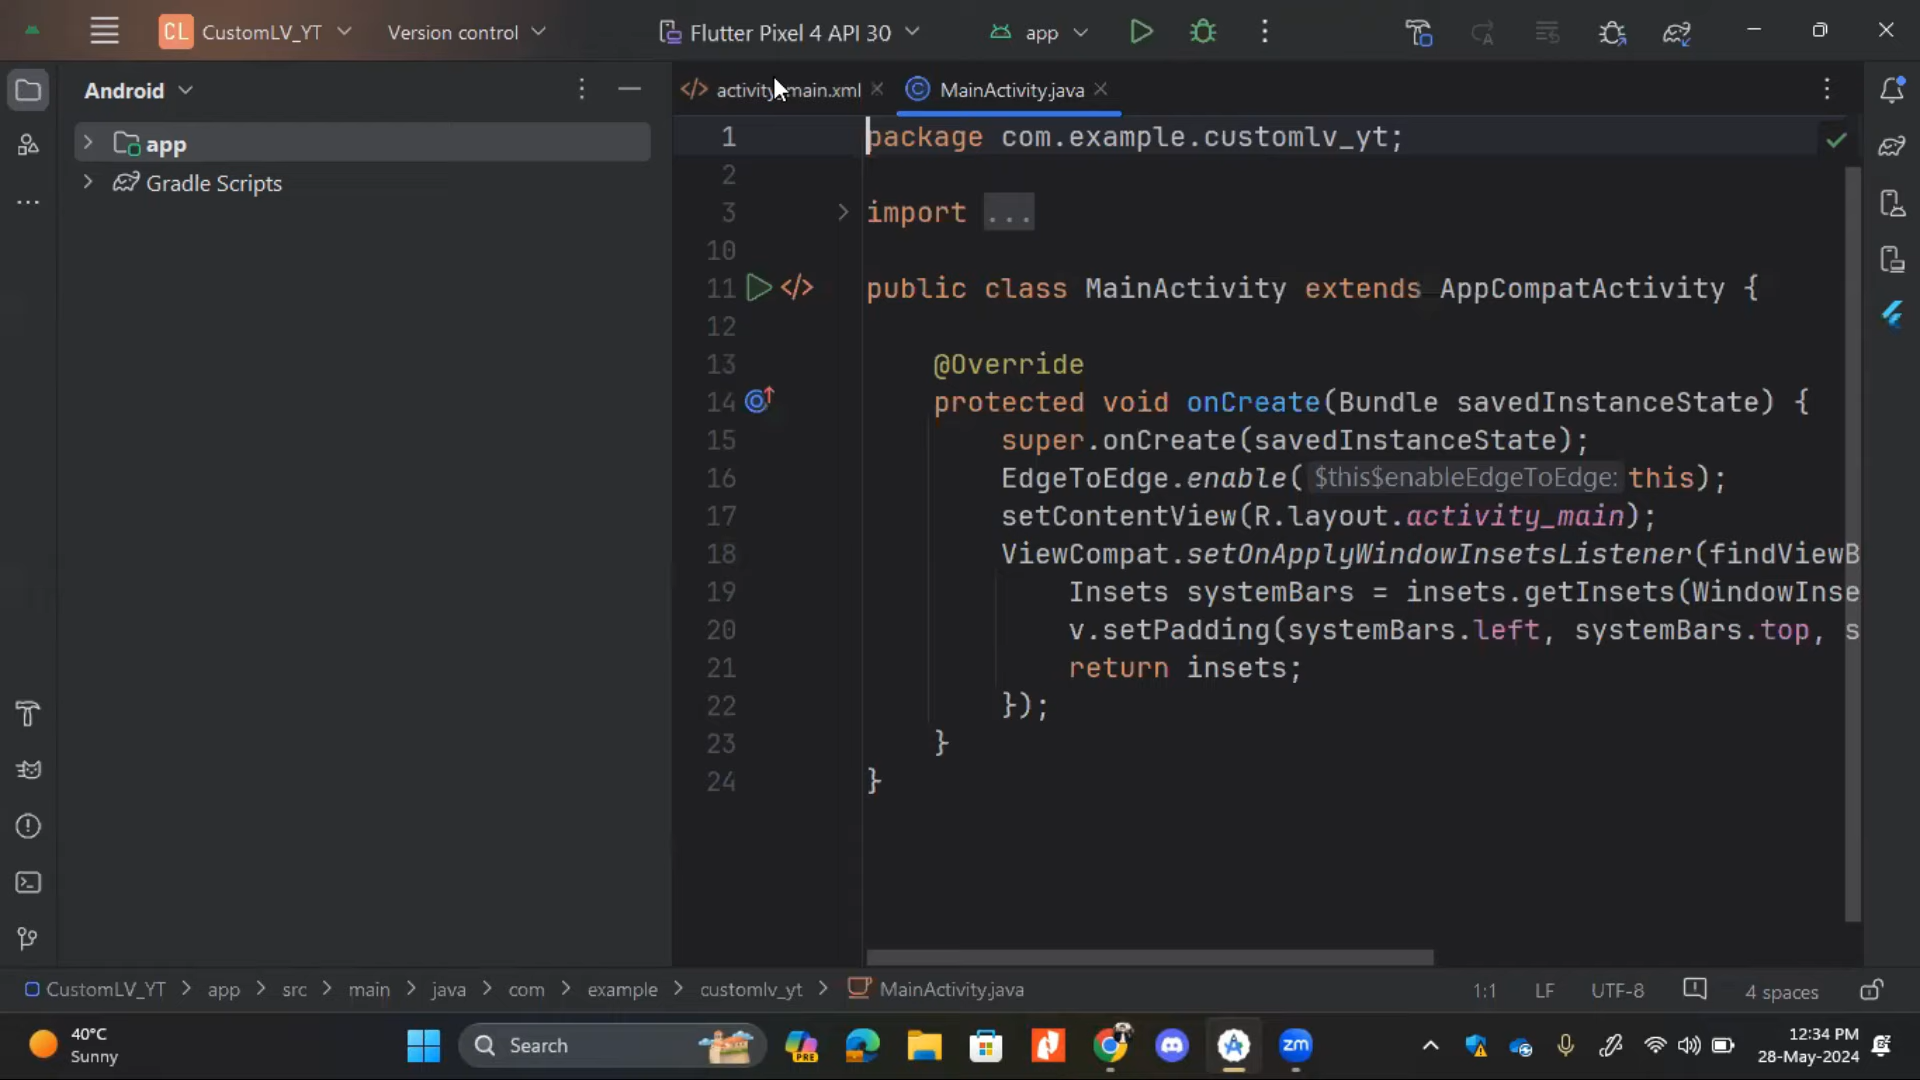 CL CustomLV_YT Version control Flutter Pixel 4 API 30 app
Android
activity_main.xml MainActivity.java
app
Gradle Scripts
1 package com.example.customlv_yt;
2
3 import ...
10
11 public class MainActivity extends AppCompatActivity {
12
13 @Override
14 protected void onCreate(Bundle savedInstanceState) {
15 super.onCreate(savedInstanceState);
16 EdgeToEdge.enable( $this$enableEdgeToEdge: this);
17 setContentView(R.layout.activity_main);
18 ViewCompat.setOnApplyWindowInsetsListener(findViewB
19 Insets systemBars = insets.getInsets(WindowInse
20 v.setPadding(systemBars.left, systemBars.top, s
21 return insets;
22 });
23 }
24 }
CustomLV_YT > app > src > main > java > com > example > customlv_yt > MainActivity.java
1:1 LF UTF-8 4 spaces
40°C
Sunny
Search
PRE
zm
12:34 PM
28-May-2024